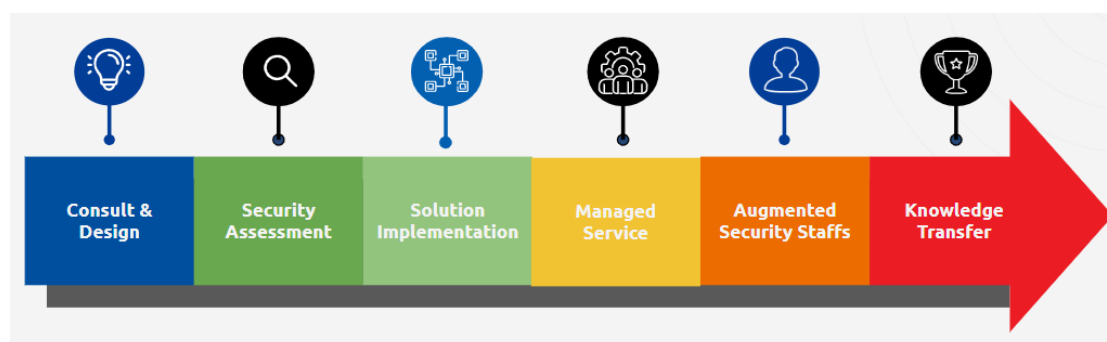 Consult &
Design
Security
Assessment
Solution
Implementation
Managed
Service
Augmented
Security Staffs
Knowledge
Transfer